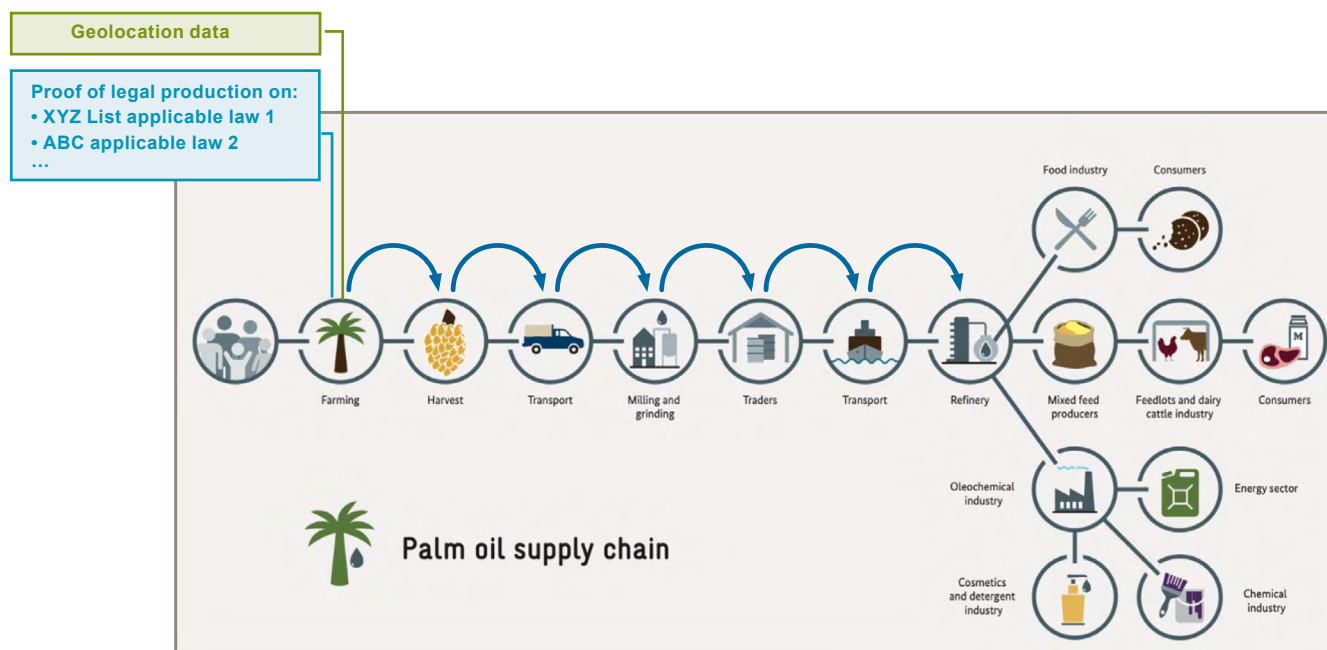 Geolocation data
Proof of legal production on:
• XYZ List applicable law 1
• ABC applicable law 2
…
Food industry
Consumers
Farming
Harvest
Transport
Milling and
grinding
Traders
Transport
Refinery
Mixed feed
producers
Feedlots and dairy
cattle industry
M
Consumers
Oleochemical
industry
Energy sector
Palm oil supply chain
Cosmetics
and detergent
industry
Chemical
industry